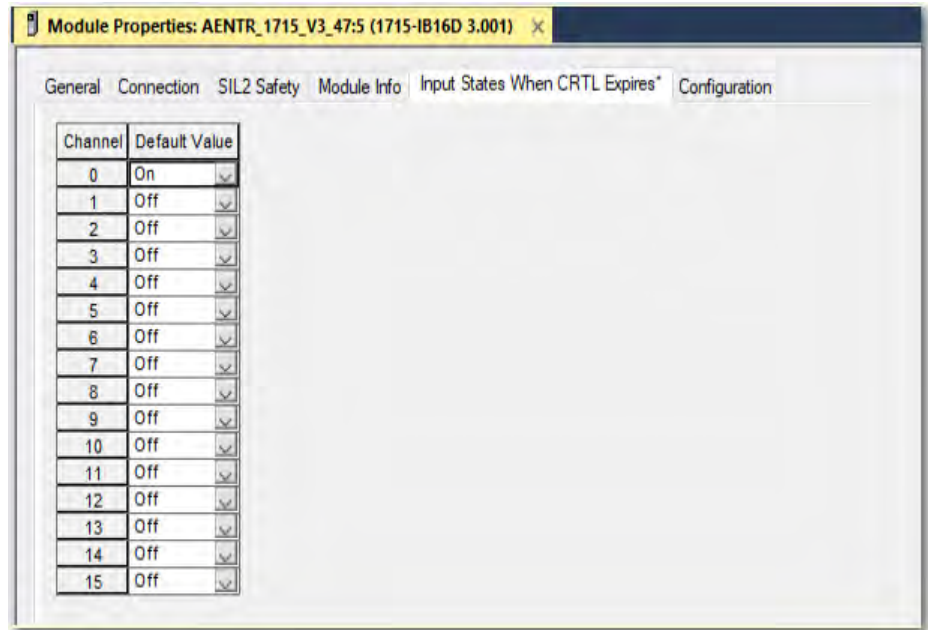 Module Properties: AENTR_1715_V3_47:5 (1715-IB16D 3.001) ×
General Connection SIL2 Safety Module Info Input States When CRTL Expires* Configuration
Channel Default Value
0 On
1 Off
2 Off
3 Off
4 Off
5 Off
6 Off
7 Off
8 Off
9 Off
10 Off
11 Off
12 Off
13 Off
14 Off
15 Off